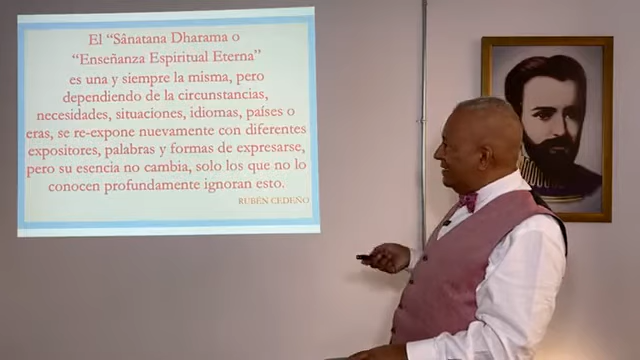 El “Sânatana Dharama o
“Enseñanza Espiritual Eterna”
es una y siempre la misma, pero
dependiendo de la circunstancias,
necesidades, situaciones, idiomas, países o
eras, se re-expone nuevamente con diferentes
expositores, palabras y formas de expresarse,
pero su esencia no cambia, solo los que no lo
conocen profundamente ignoran esto.
RUBÉN CEDEÑO